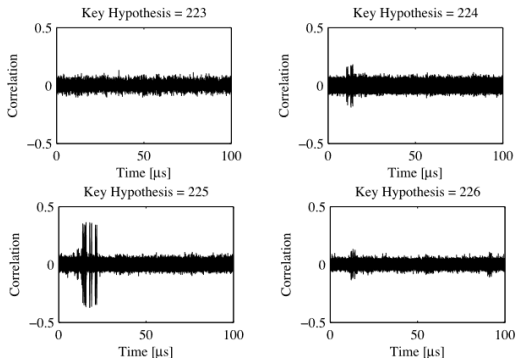 Key Hypothesis = 223
0.5
0
−0.5
Correlation
0 50 100
Time [μs]
Key Hypothesis = 224
0.5
0
−0.5
Correlation
0 50 100
Time [μs]
Key Hypothesis = 225
0.5
0
−0.5
Correlation
0 50 100
Time [μs]
Key Hypothesis = 226
0.5
0
−0.5
Correlation
0 50 100
Time [μs]